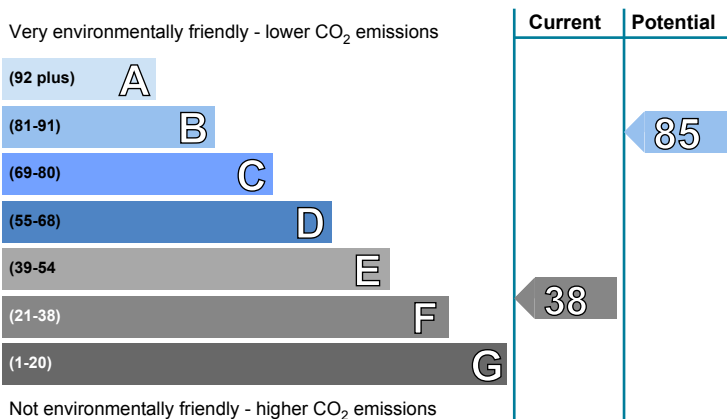 Current Potential
Very environmentally friendly - lower CO2 emissions
(92 plus) A
(81-91) B
85
(69-80) C
(55-68) D
(39-54 E
38
(21-38) F
(1-20) G
Not environmentally friendly - higher CO2 emissions